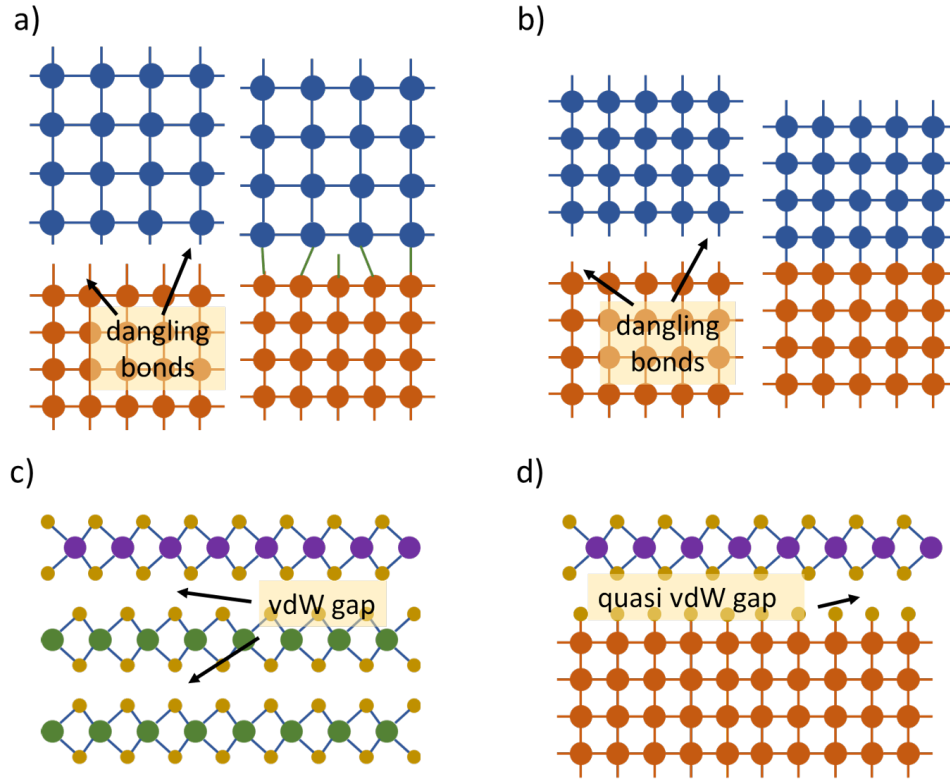 a)
dangling
bonds
b)
dangling
bonds
c)
vdW gap
d)
quasi vdW gap